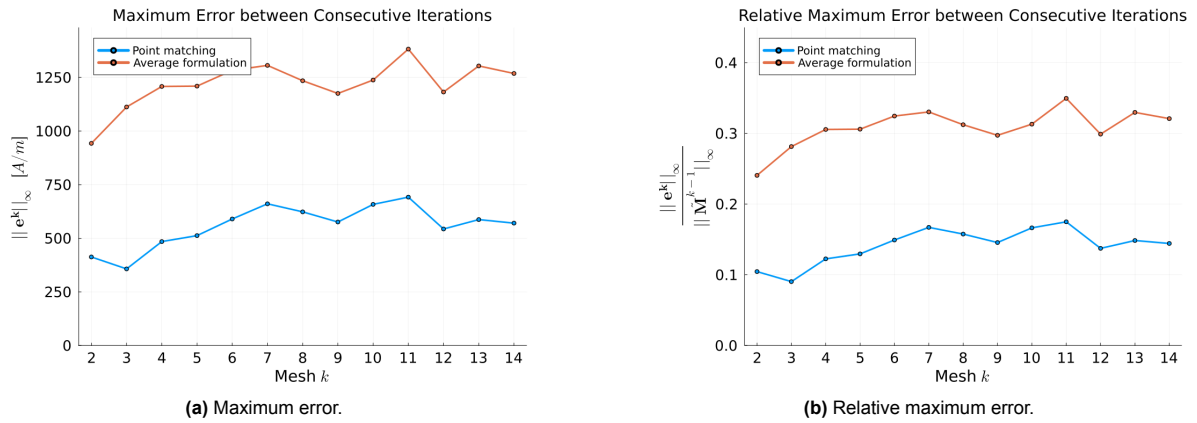 Maximum Error between Consecutive Iterations
|| e^k ||_∞ [A/m]
1250
1000
750
500
250
0
Point matching
Average formulation
2 3 4 5 6 7 8 9 10 11 12 13 14
Mesh k
(a) Maximum error.
Relative Maximum Error between Consecutive Iterations
|| e^k ||_∞
|| M̃^{k−1} ||_∞
0.4
0.3
0.2
0.1
0.0
Point matching
Average formulation
2 3 4 5 6 7 8 9 10 11 12 13 14
Mesh k
(b) Relative maximum error.